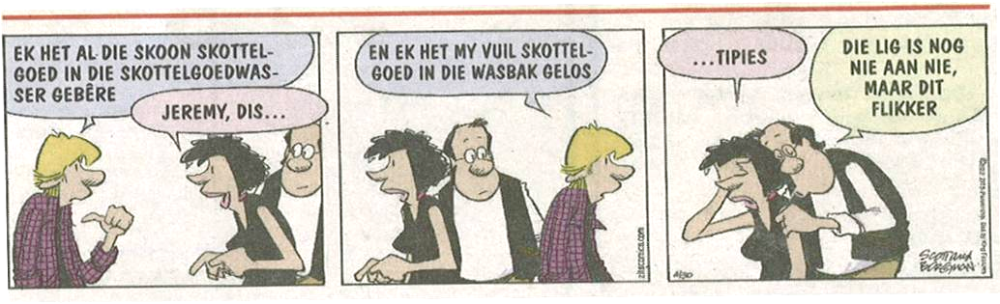 EK HET AL DIE SKOON SKOTTEL-
GOED IN DIE SKOTTELGOEDWAS-
SER GEBÊRE
JEREMY, DIS...
EN EK HET MY VUIL SKOTTEL-
GOED IN DIE WASBAK GELOS
zitscomics.com
...TIPIES
DIE LIG IS NOG
NIE AAN NIE,
MAAR DIT
FLIKKER
4/30
SCOTT AND
BORGMAN